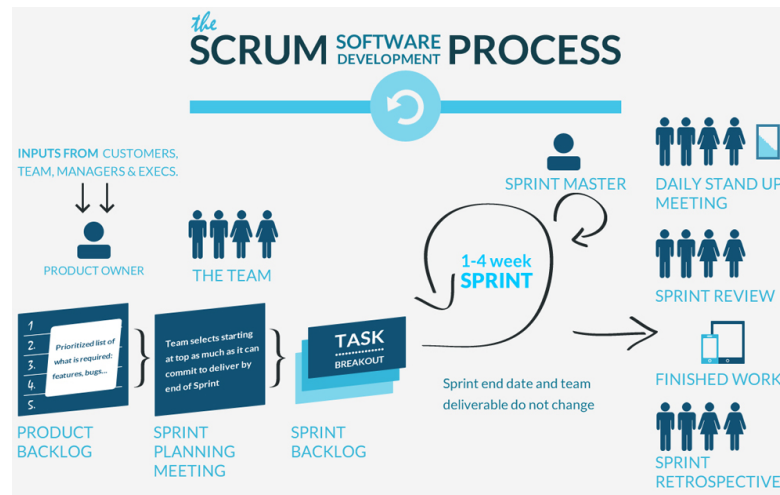 the
SCRUM SOFTWARE DEVELOPMENT PROCESS
INPUTS FROM CUSTOMERS,
TEAM, MANAGERS & EXECS.
PRODUCT OWNER
THE TEAM
1
2.
3.
4.
5.
Prioritized list of
what is required:
features, bugs...
PRODUCT
BACKLOG
Team selects starting
at top as much as it can
commit to deliver by
end of Sprint
SPRINT
PLANNING
MEETING
TASK
BREAKOUT
SPRINT
BACKLOG
SPRINT MASTER
1-4 week
SPRINT
Sprint end date and team
deliverable do not change
DAILY STAND UP
MEETING
SPRINT REVIEW
FINISHED WORK
SPRINT
RETROSPECTIVE